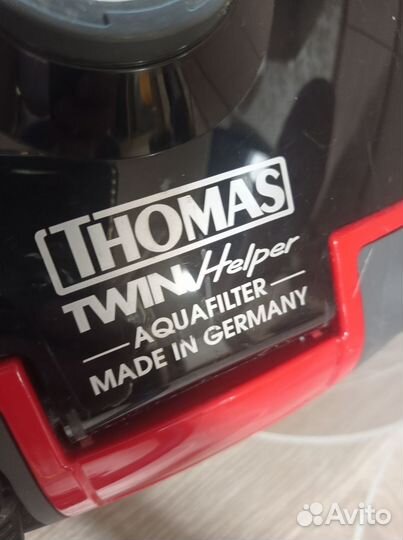 THOMAS
TWIN Helper
AQUAFILTER
MADE IN GERMANY
Avito